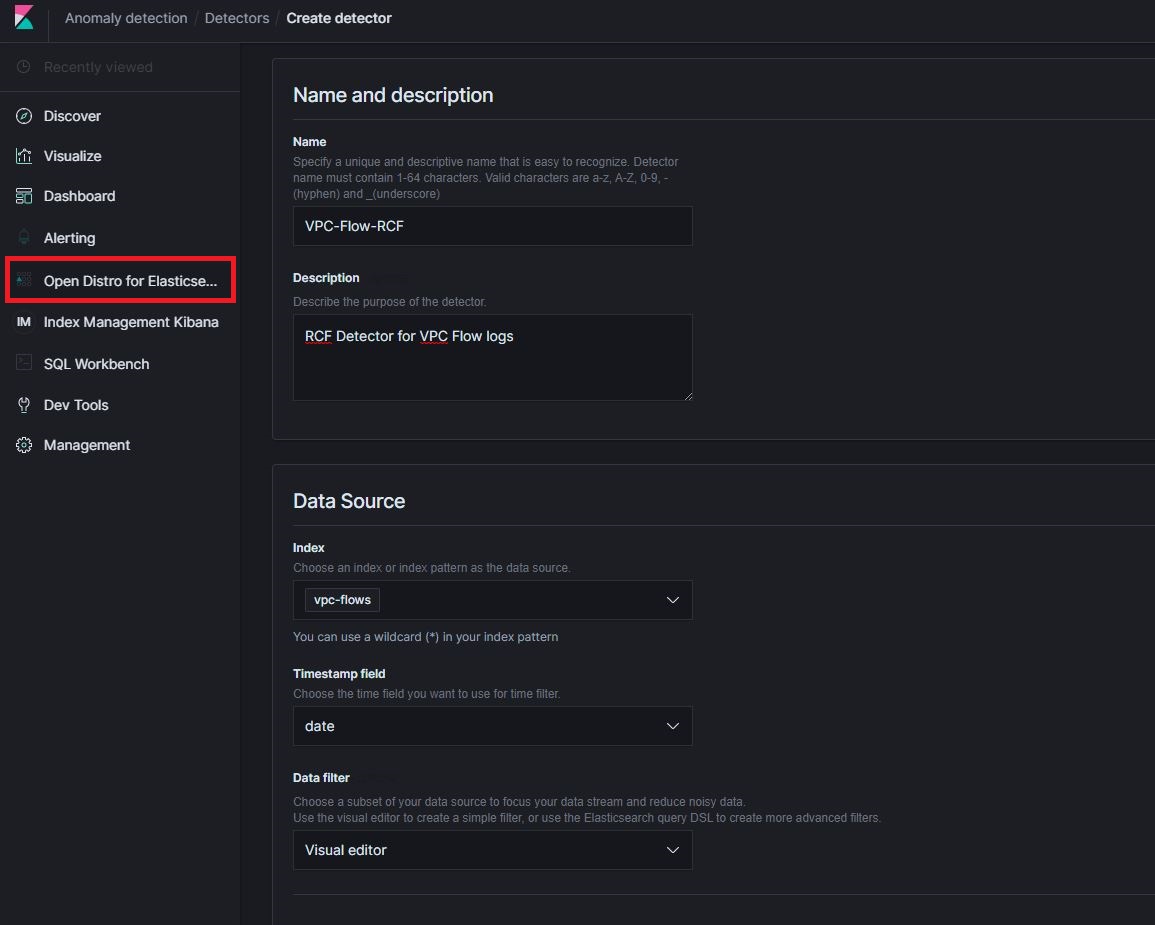 Anomaly detection / Detectors / Create detector
Recently viewed
Discover
Visualize
Dashboard
Alerting
Open Distro for Elasticse...
IM Index Management Kibana
SQL Workbench
Dev Tools
Management
Name and description
Name
Specify a unique and descriptive name that is easy to recognize. Detector
name must contain 1-64 characters. Valid characters are a-z, A-Z, 0-9, -
(hyphen) and _(underscore)
VPC-Flow-RCF
Description
Describe the purpose of the detector.
RCF Detector for VPC Flow logs
Data Source
Index
Choose an index or index pattern as the data source.
vpc-flows
You can use a wildcard (*) in your index pattern
Timestamp field
Choose the time field you want to use for time filter.
date
Data filter
Choose a subset of your data source to focus your data stream and reduce noisy data.
Use the visual editor to create a simple filter, or use the Elasticsearch query DSL to create more advanced filters.
Visual editor